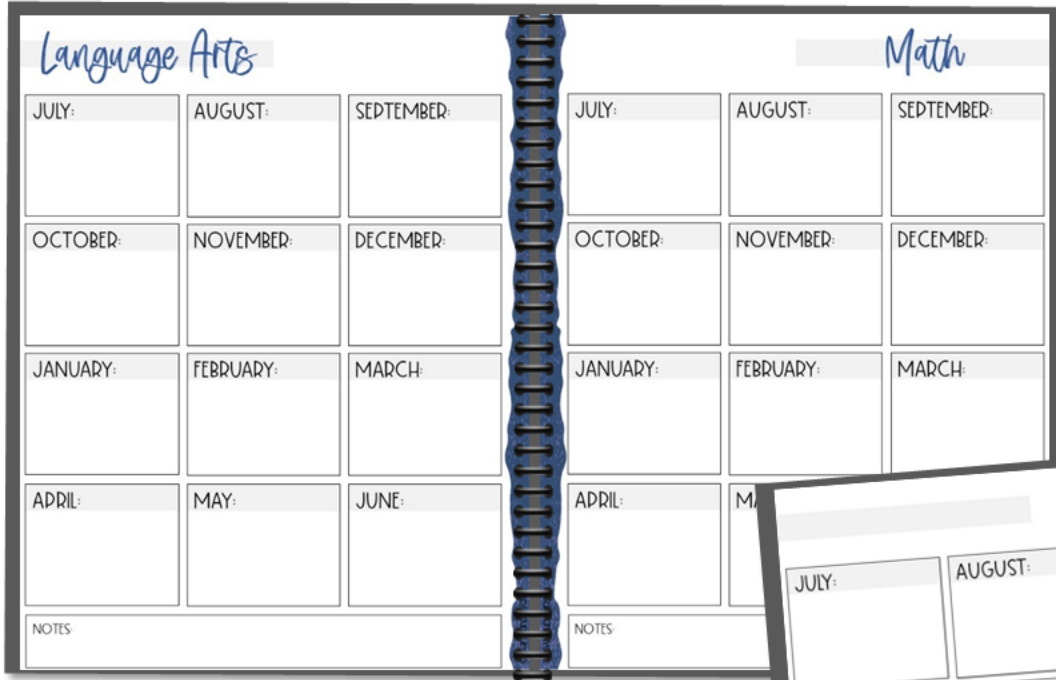 Language Arts
JULY: AUGUST: SEPTEMBER:
OCTOBER: NOVEMBER: DECEMBER:
JANUARY: FEBRUARY: MARCH:
APRIL: MAY: JUNE:
NOTES:
Math
JULY: AUGUST: SEPTEMBER:
OCTOBER: NOVEMBER: DECEMBER:
JANUARY: FEBRUARY: MARCH:
APRIL: MA
NOTES:
JULY: AUGUST: